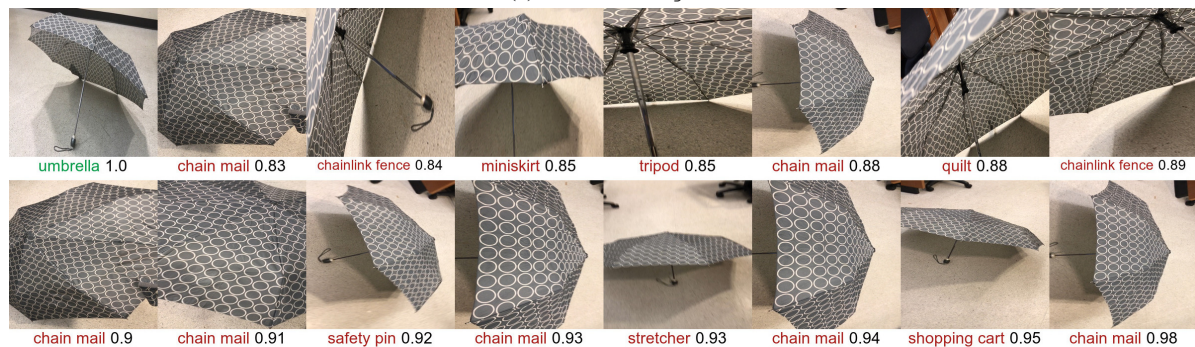 umbrella 1.0
chain mail 0.83
chainlink fence 0.84
miniskirt 0.85
tripod 0.85
chain mail 0.88
quilt 0.88
chainlink fence 0.89
chain mail 0.9
chain mail 0.91
safety pin 0.92
chain mail 0.93
stretcher 0.93
chain mail 0.94
shopping cart 0.95
chain mail 0.98